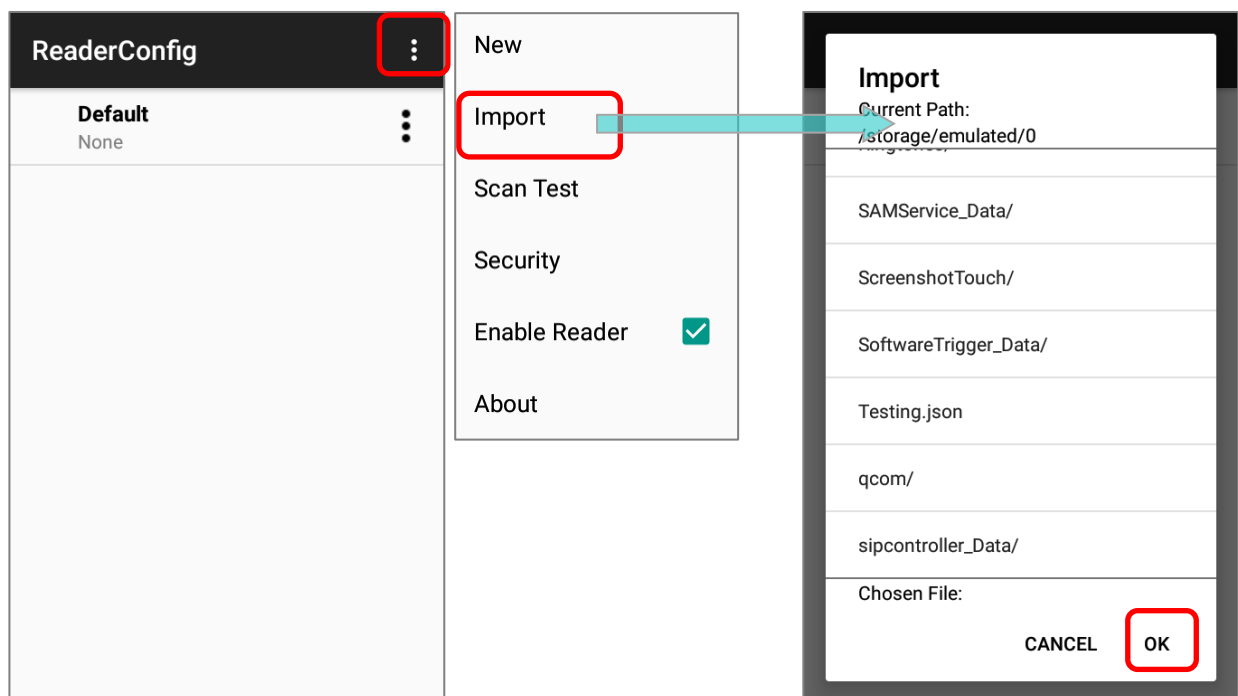 ReaderConfig
Default
None
New
Import
Scan Test
Security
Enable Reader
About
Import
Current Path:
/storage/emulated/0
SAMService_Data/
ScreenshotTouch/
SoftwareTrigger_Data/
Testing.json
qcom/
sipcontroller_Data/
Chosen File:
CANCEL OK